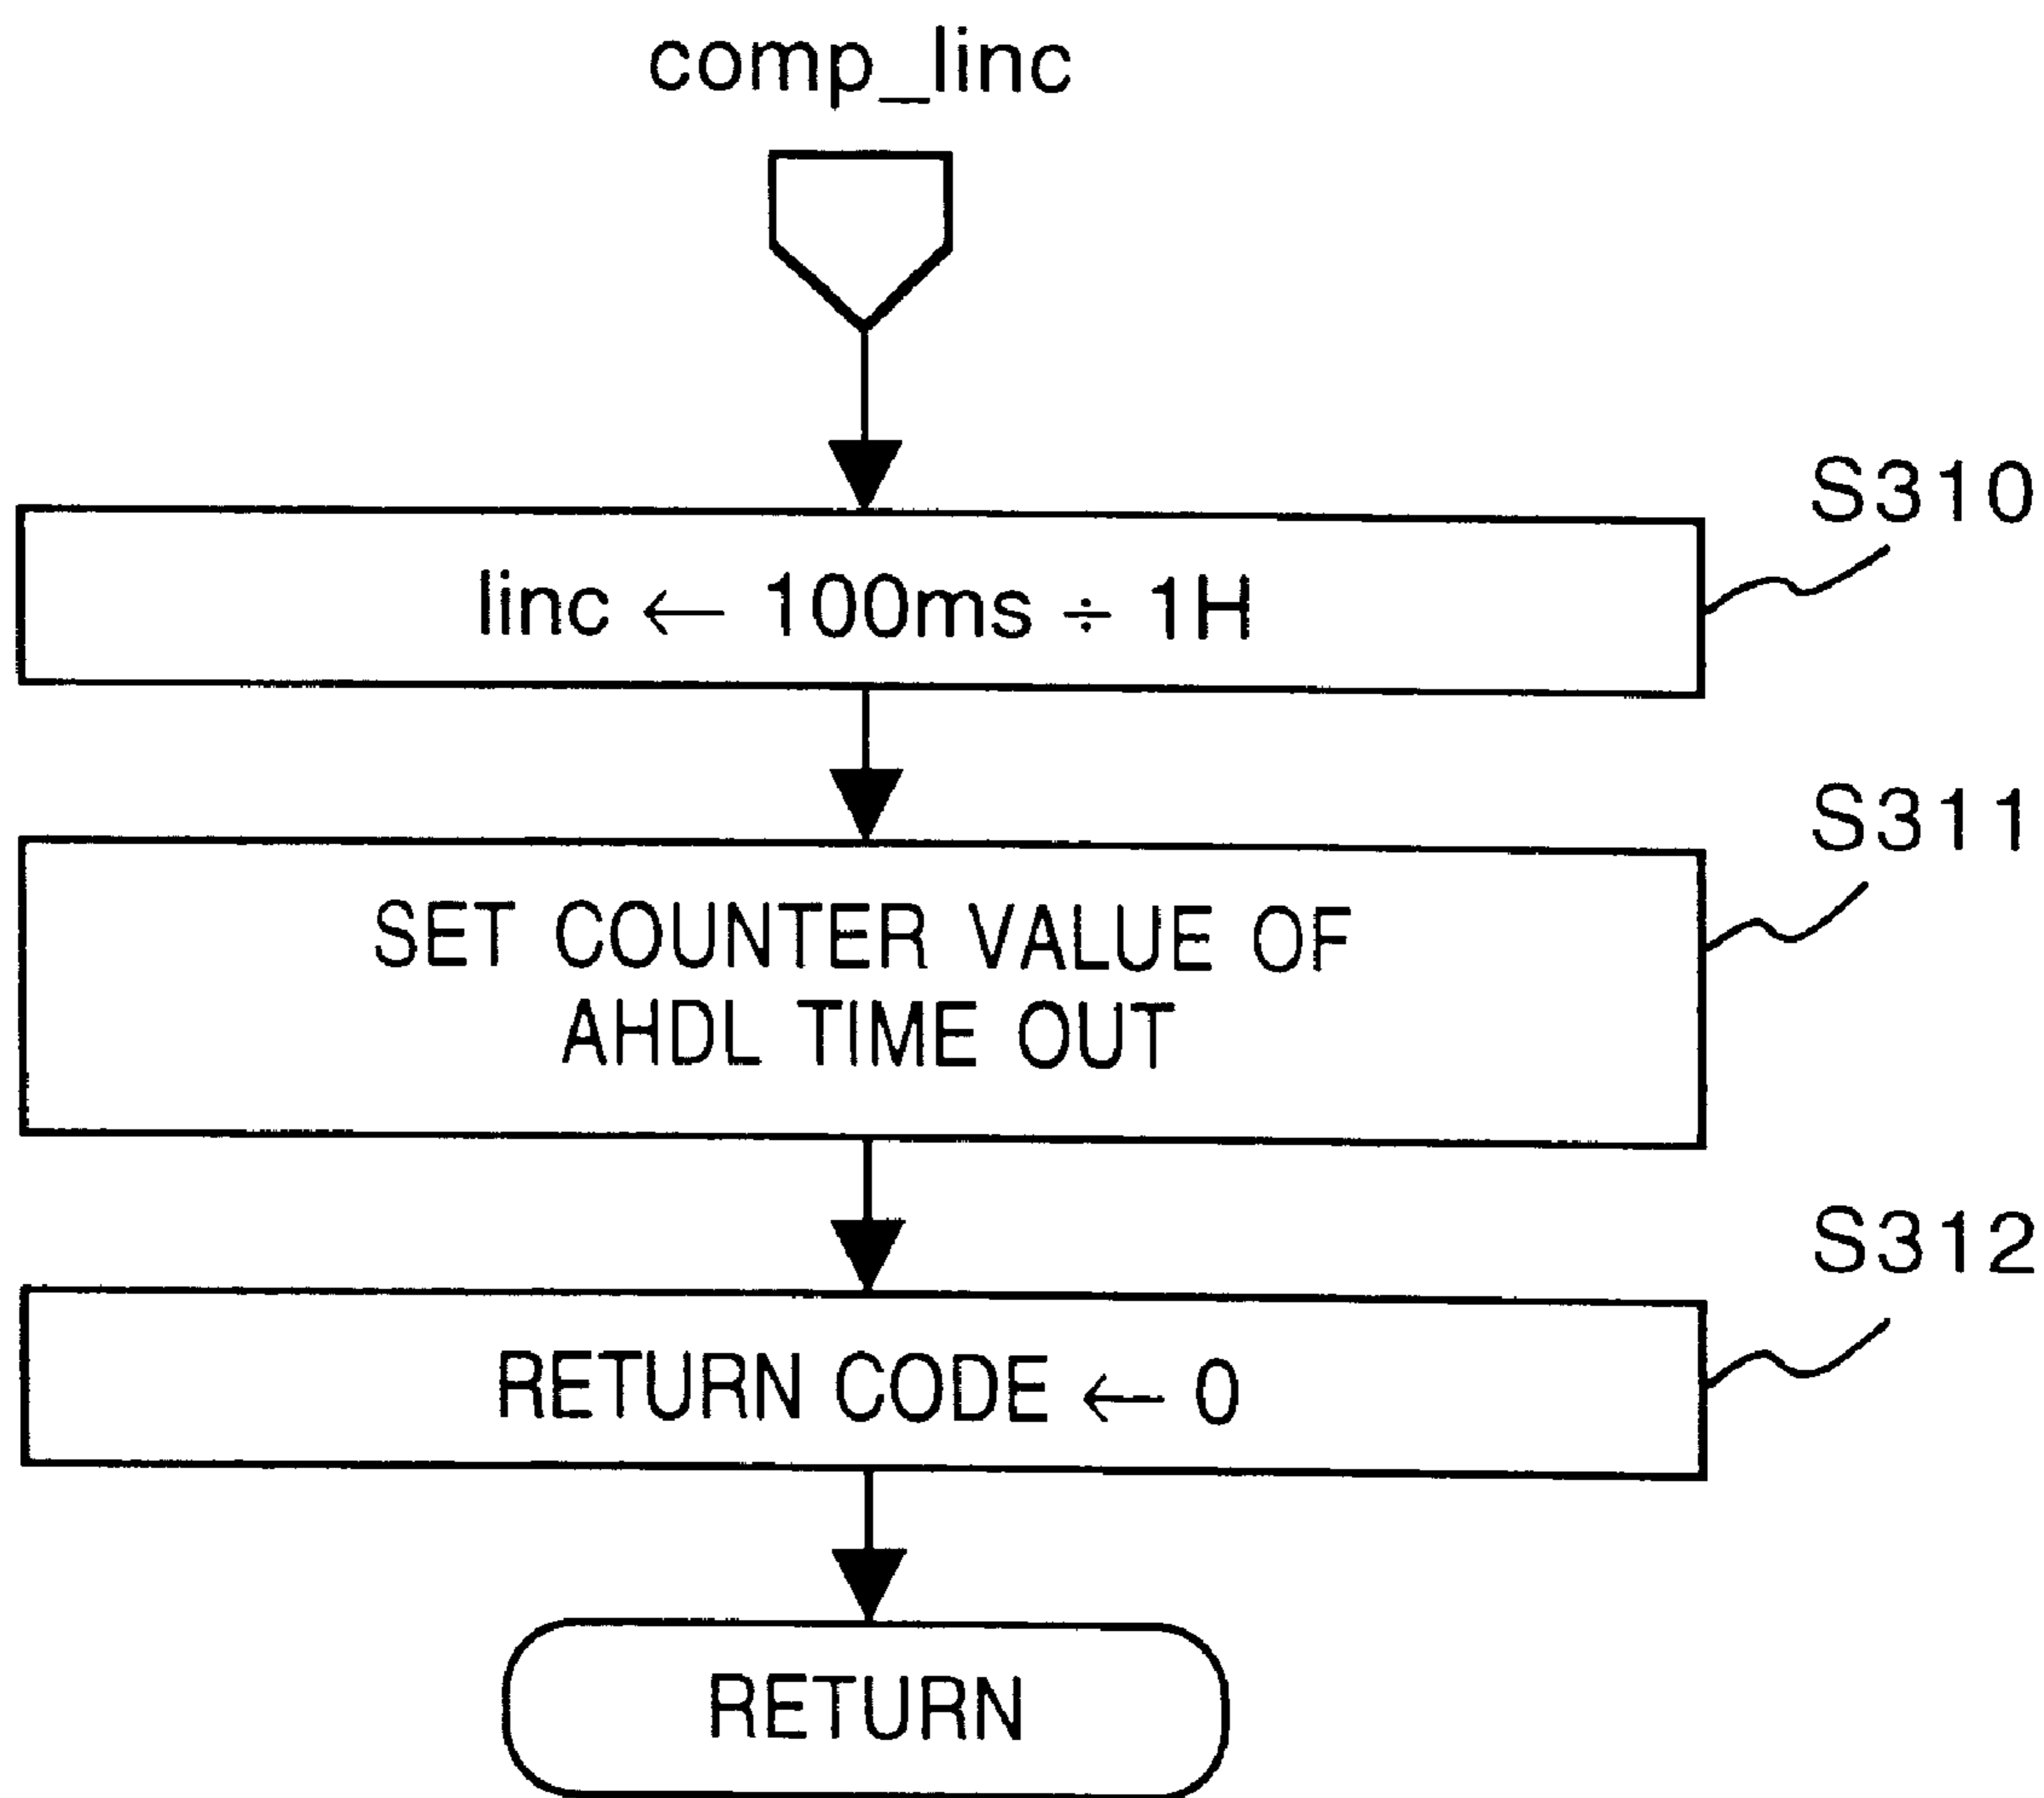 comp_linc
S310
linc ← 100ms ÷ 1H
S311
SET COUNTER VALUE OF
AHDL TIME OUT
S312
RETURN CODE ← 0
RETURN